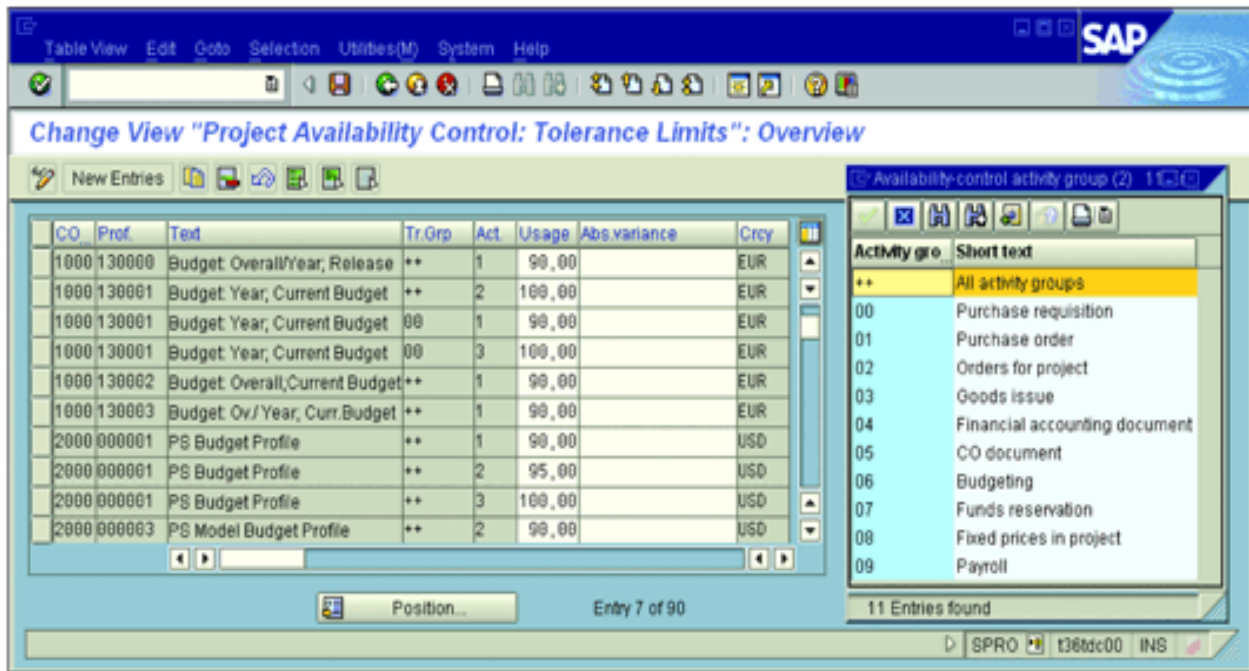 Table View Edit Goto Selection Utilities(M) System Help
SAP
Change View "Project Availability Control: Tolerance Limits": Overview
New Entries
CO... Prof. Text Tr.Grp Act. Usage Abs.variance Crcy
1000 130000 Budget: Overall/Year; Release ++ 1 90,00 EUR
1000 130001 Budget: Year; Current Budget ++ 2 100,00 EUR
1000 130001 Budget: Year; Current Budget 00 1 90,00 EUR
1000 130001 Budget: Year; Current Budget 00 3 100,00 EUR
1000 130002 Budget: Overall;Current Budget ++ 1 90,00 EUR
1000 130003 Budget: Ov./ Year; Curr.Budget ++ 1 90,00 EUR
2000 000001 PS Budget Profile ++ 1 90,00 USD
2000 000001 PS Budget Profile ++ 2 95,00 USD
2000 000001 PS Budget Profile ++ 3 100,00 USD
2000 000003 PS Model Budget Profile ++ 2 90,00 USD
Position... Entry 7 of 90
Availability-control activity group (2)
Activity gro... Short text
++ All activity groups
00 Purchase requisition
01 Purchase order
02 Orders for project
03 Goods issue
04 Financial accounting document
05 CO document
06 Budgeting
07 Funds reservation
08 Fixed prices in project
09 Payroll
11 Entries found
SPRO t36tdc00 INS